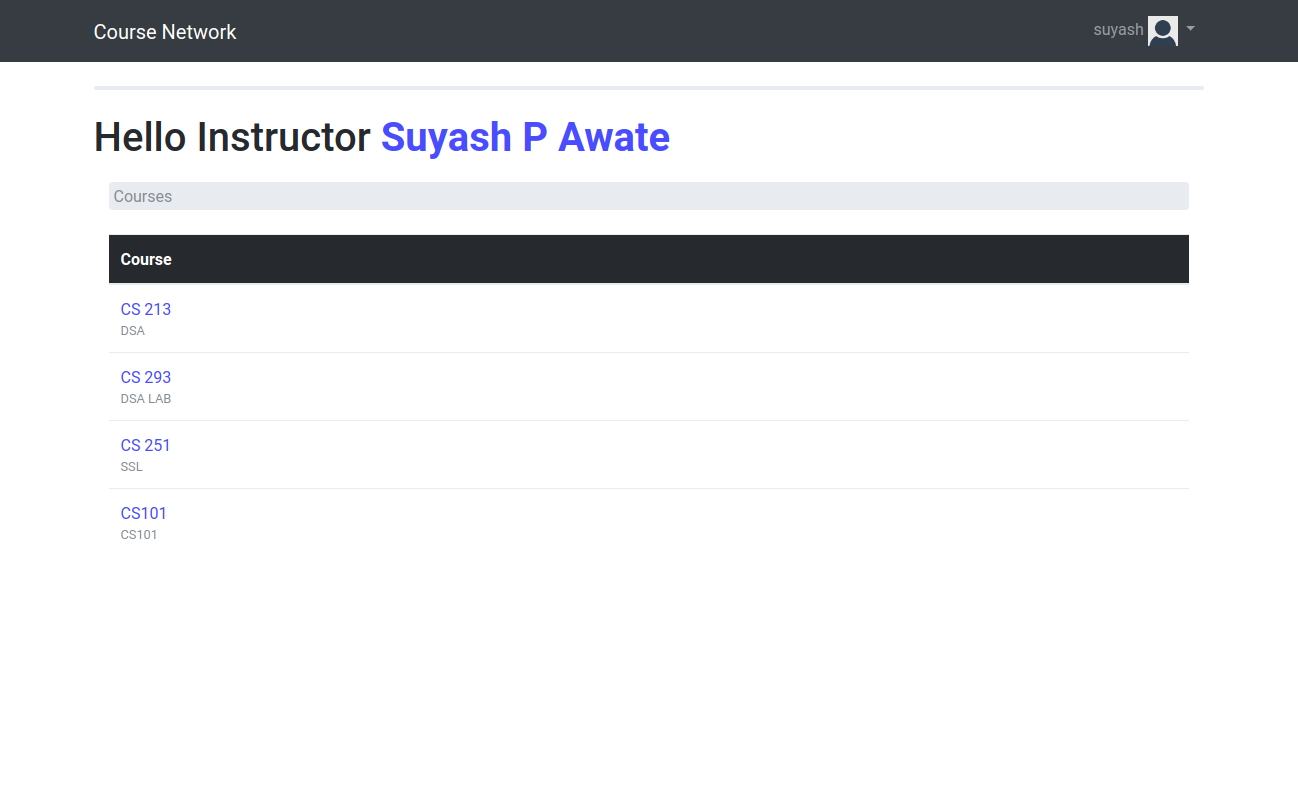 Course Network
suyash
Hello Instructor Suyash P Awate
Courses
Course
CS 213
DSA
CS 293
DSA LAB
CS 251
SSL
CS101
CS101